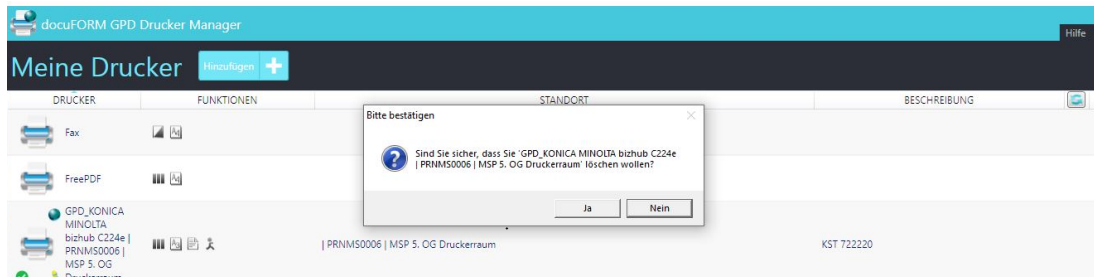 docuFORM GPD Drucker Manager
Hilfe
Meine Drucker
Hinzufügen
DRUCKER FUNKTIONEN STANDORT BESCHREIBUNG
Bitte bestätigen
Sind Sie sicher, dass Sie 'GPD_KONICA MINOLTA bizhub C224e
| PRNMS0006 | MSP 5. OG Druckerraum' löschen wollen?
Ja Nein
Fax
FreePDF
GPD_KONICA
MINOLTA
bizhub C224e |
PRNMS0006 |
MSP 5. OG
Druckerraum
| PRNMS0006 | MSP 5. OG Druckerraum
KST 722220